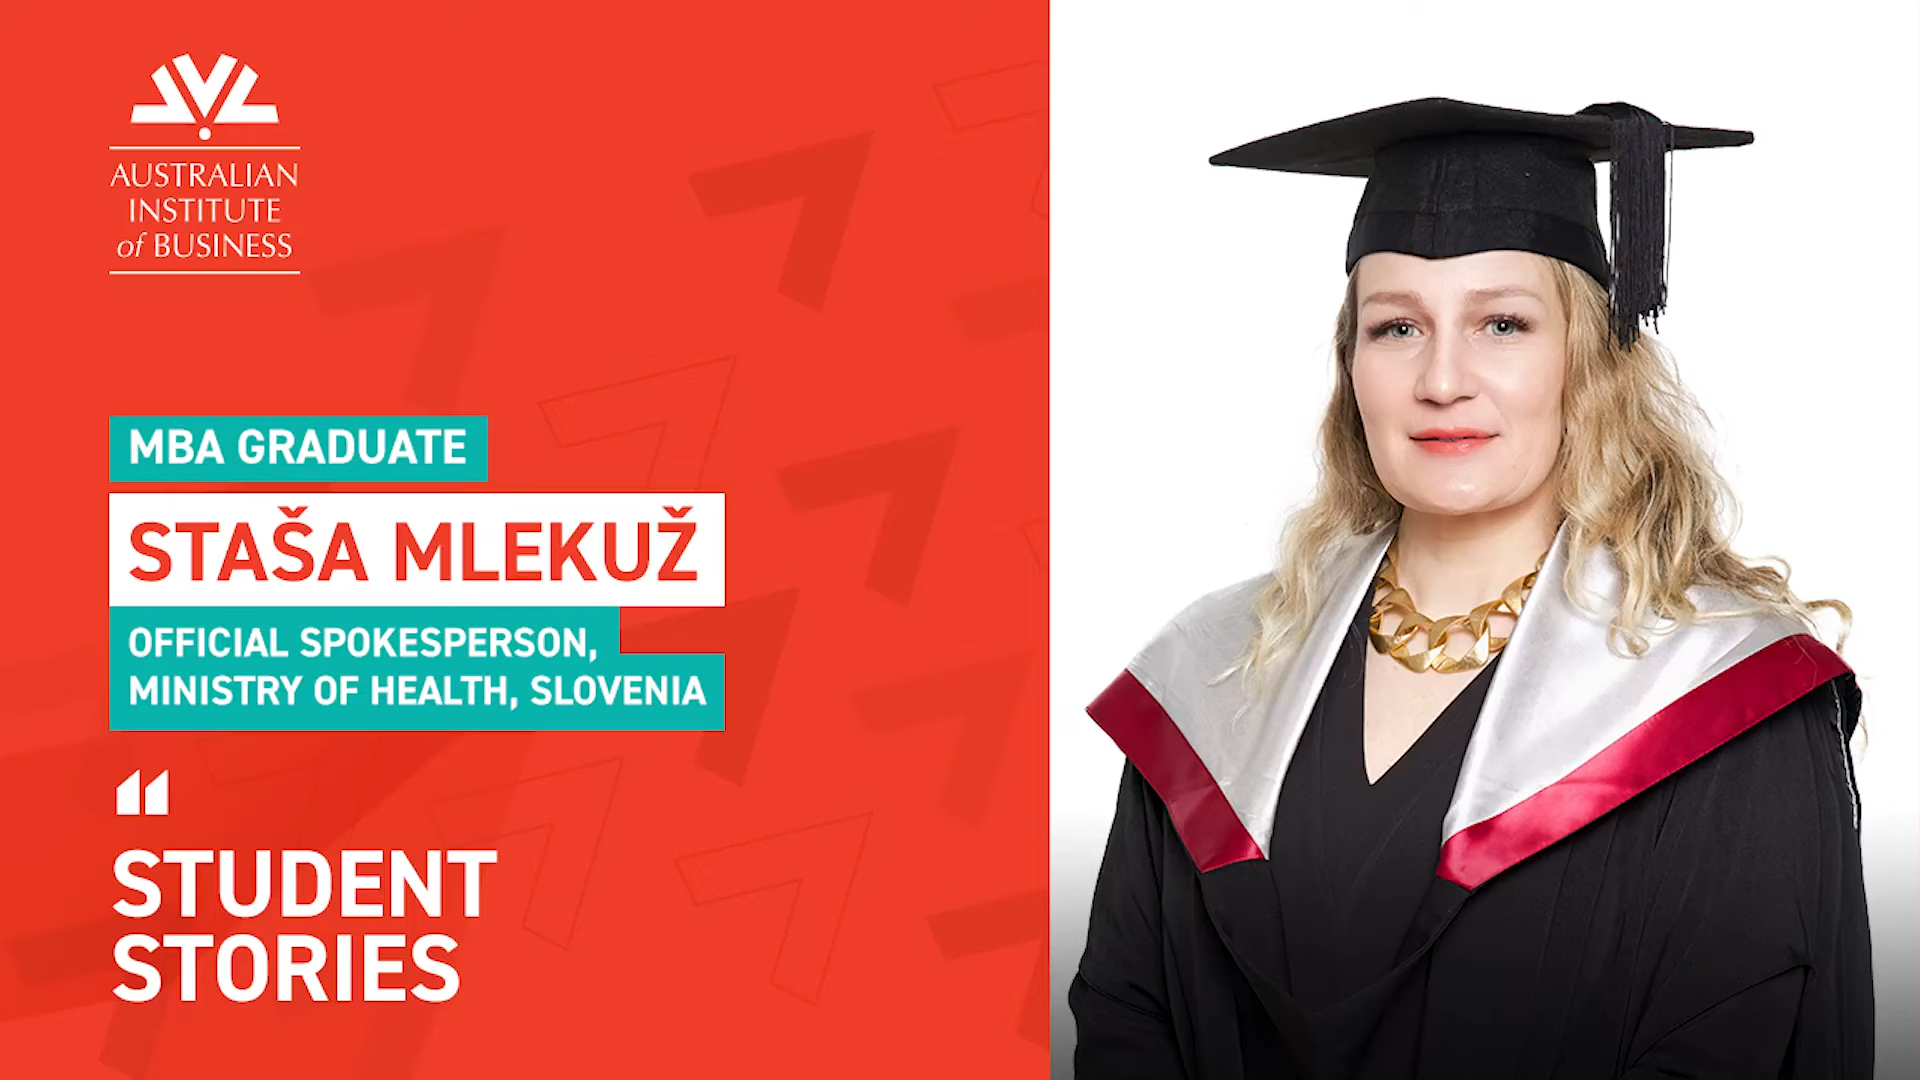 AUSTRALIAN
INSTITUTE
of BUSINESS
MBA GRADUATE
STAŠA MLEKUŽ
OFFICIAL SPOKESPERSON,
MINISTRY OF HEALTH, SLOVENIA
“
STUDENT
STORIES